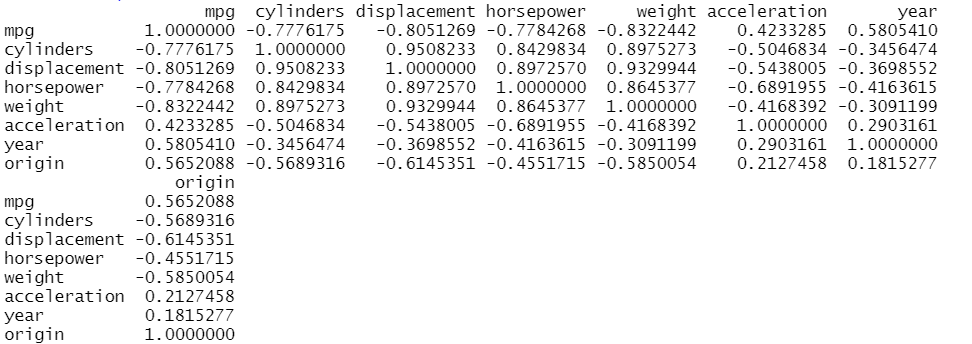 mpg cylinders displacement horsepower weight acceleration year
mpg 1.0000000 -0.7776175 -0.8051269 -0.7784268 -0.8322442 0.4233285 0.5805410
cylinders -0.7776175 1.0000000 0.9508233 0.8429834 0.8975273 -0.5046834 -0.3456474
displacement -0.8051269 0.9508233 1.0000000 0.8972570 0.9329944 -0.5438005 -0.3698552
horsepower -0.7784268 0.8429834 0.8972570 1.0000000 0.8645377 -0.6891955 -0.4163615
weight -0.8322442 0.8975273 0.9329944 0.8645377 1.0000000 -0.4168392 -0.3091199
acceleration 0.4233285 -0.5046834 -0.5438005 -0.6891955 -0.4168392 1.0000000 0.2903161
year 0.5805410 -0.3456474 -0.3698552 -0.4163615 -0.3091199 0.2903161 1.0000000
origin 0.5652088 -0.5689316 -0.6145351 -0.4551715 -0.5850054 0.2127458 0.1815277
origin
mpg 0.5652088
cylinders -0.5689316
displacement -0.6145351
horsepower -0.4551715
weight -0.5850054
acceleration 0.2127458
year 0.1815277
origin 1.0000000